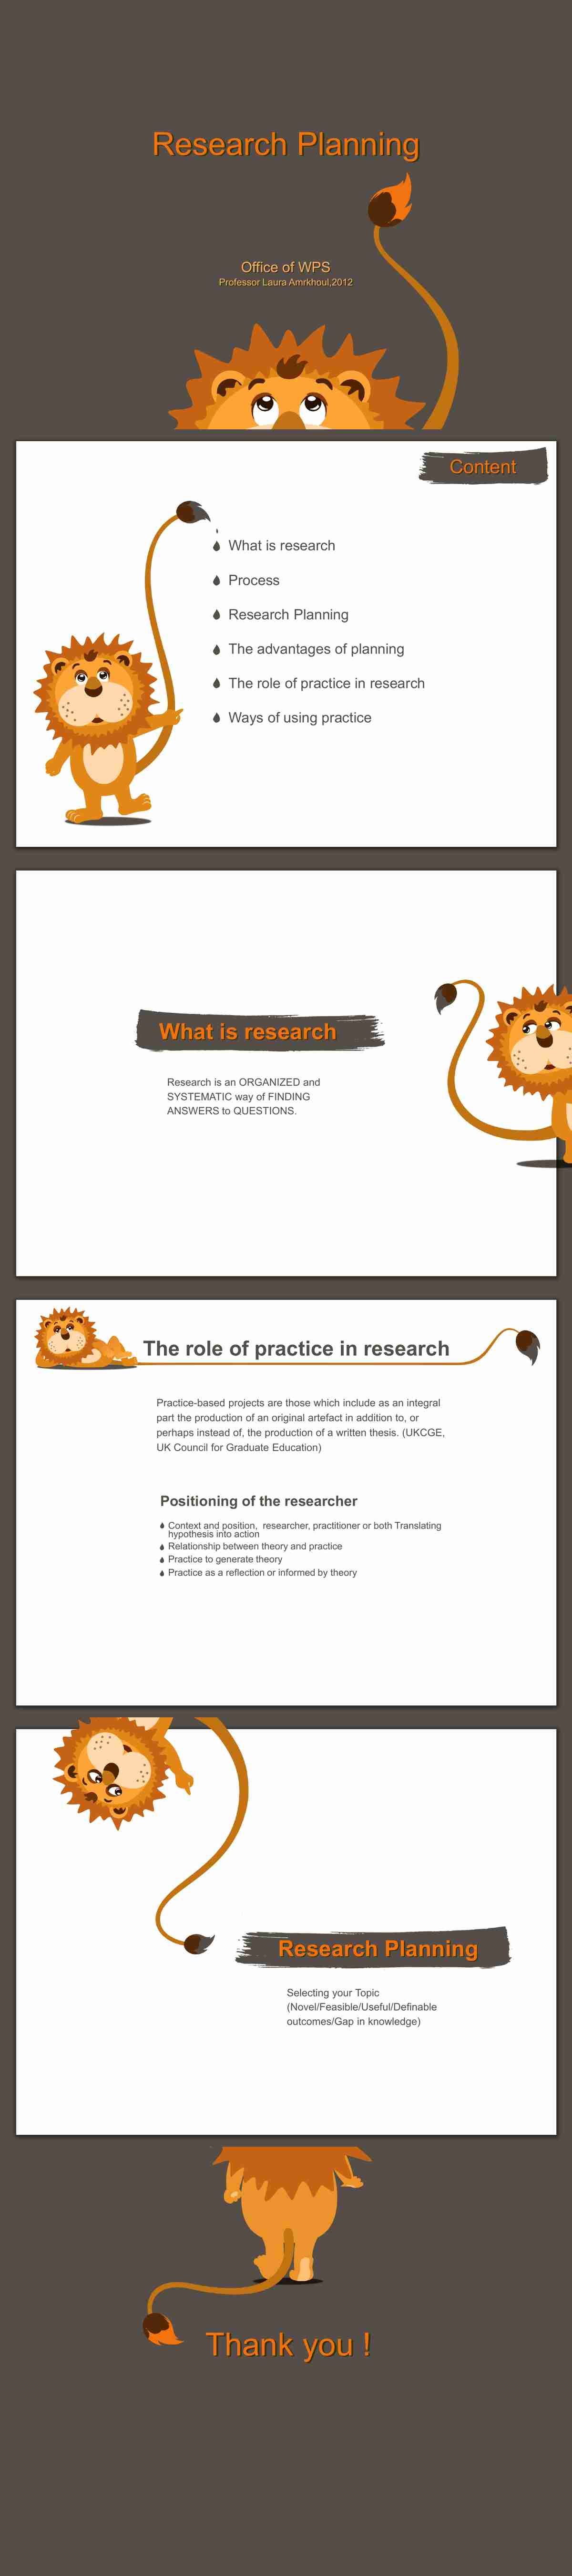 Research Planning
Office of WPS
Professor Laura Amrkhoul,2012
Content
What is research
Process
Research Planning
The advantages of planning
The role of practice in research
Ways of using practice
What is research
Research is an ORGANIZED and
SYSTEMATIC way of FINDING
ANSWERS to QUESTIONS.
The role of practice in research
Practice-based projects are those which include as an integral
part the production of an original artefact in addition to, or
perhaps instead of, the production of a written thesis. (UKCGE,
UK Council for Graduate Education)
Positioning of the researcher
Context and position, researcher, practitioner or both Translating
hypothesis into action
Relationship between theory and practice
Practice to generate theory
Practice as a reflection or informed by theory
Research Planning
Selecting your Topic
(Novel/Feasible/Useful/Definable
outcomes/Gap in knowledge)
Thank you !